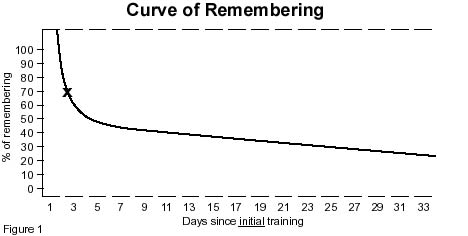 Curve of Remembering
% of remembering
100
90
80
70
60
50
40
30
20
10
0
X
1 3 5 7 9 11 13 15 17 19 21 23 25 27 29 31 33
Days since initial training
Figure 1